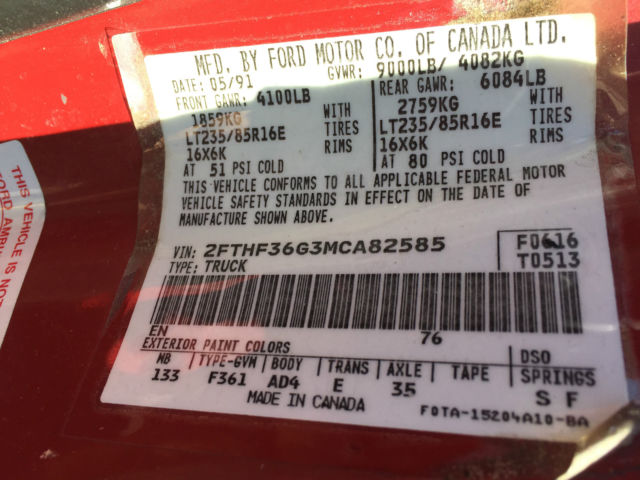 MFD. BY FORD MOTOR CO. OF CANADA LTD.
DATE: 05/91
GVWR: 9000LB/ 4082KG
FRONT GAWR: 4100LB
REAR GAWR: 6084LB
1859KG WITH
2759KG WITH
LT235/85R16E TIRES
LT235/85R16E TIRES
16X6K RIMS
16X6K RIMS
AT 51 PSI COLD
AT 80 PSI COLD
THIS VEHICLE CONFORMS TO ALL APPLICABLE FEDERAL MOTOR
VEHICLE SAFETY STANDARDS IN EFFECT ON THE DATE OF
MANUFACTURE SHOWN ABOVE.
VIN: 2FTHF36G3MCA82585
F0616
TYPE: TRUCK
T0513
EN 76
EXTERIOR PAINT COLORS
DSO
WB TYPE-GVM BODY TRANS AXLE TAPE SPRINGS
133 F361 AD4 E 35 S F
MADE IN CANADA
F0TA-15204A10-BA
THIS VEHICLE
IS NO